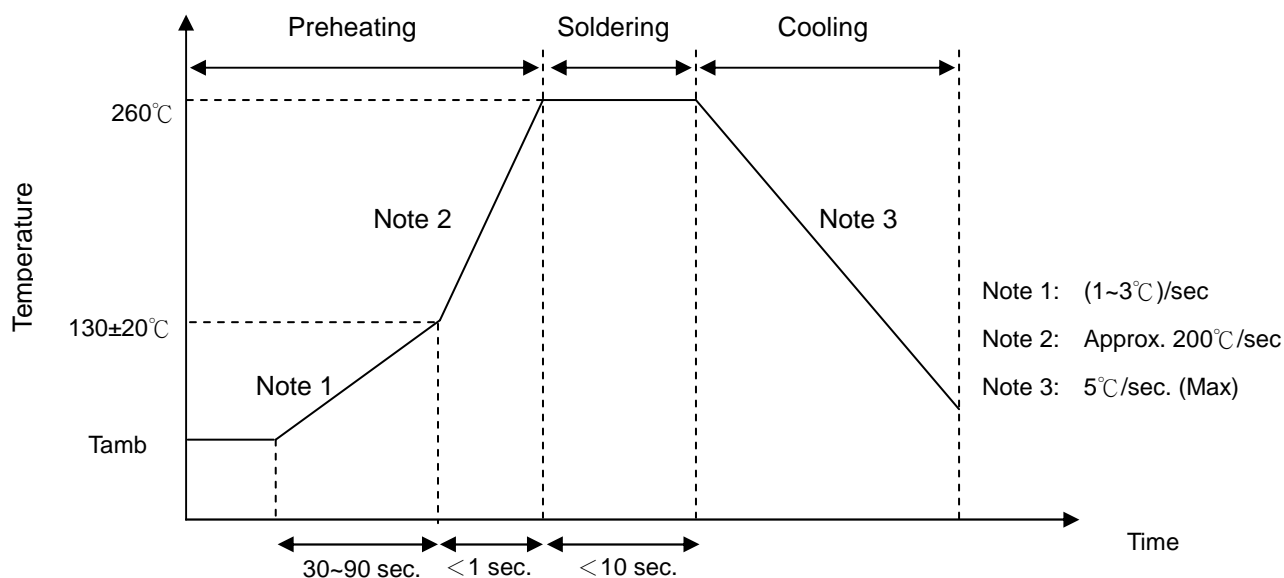 Preheating
Soldering
Cooling
260℃
Temperature
Note 2
Note 3
130±20℃
Note 1
Tamb
Note 1: (1~3℃)/sec
Note 2: Approx. 200℃/sec
Note 3: 5℃/sec. (Max)
Time
30~90 sec.
＜1 sec.
＜10 sec.